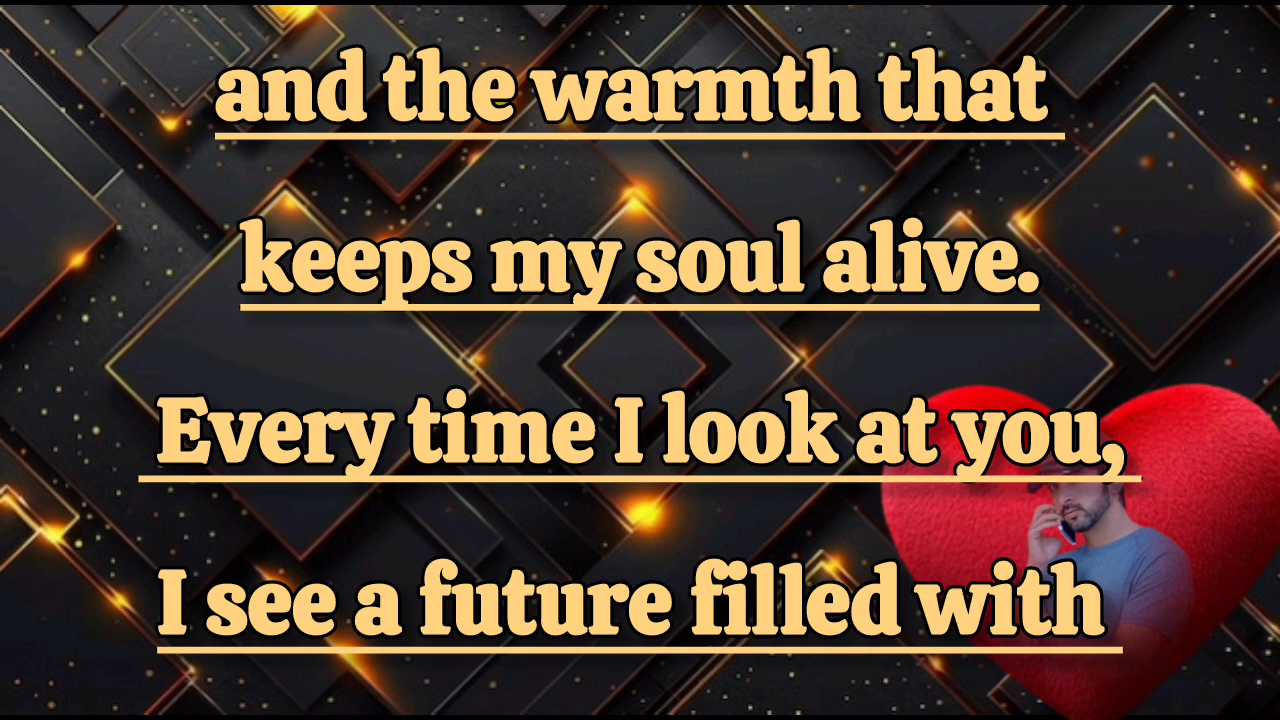 and the warmth that
keeps my soul alive.
Every time I look at you,
I see a future filled with